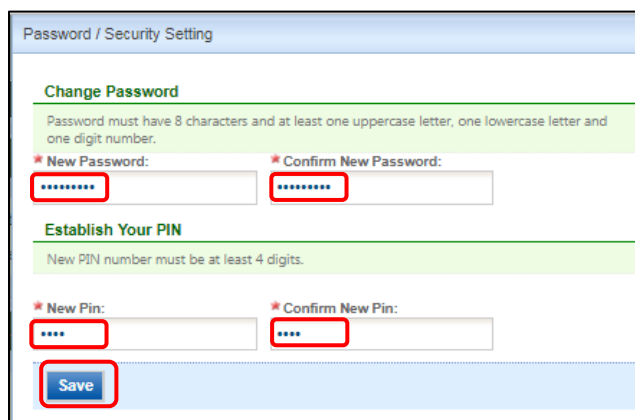 Password / Security Setting
Change Password
Password must have 8 characters and at least one uppercase letter, one lowercase letter and
one digit number.
* New Password: * Confirm New Password:
••••••••• •••••••••
Establish Your PIN
New PIN number must be at least 4 digits.
* New Pin: * Confirm New Pin:
•••• ••••
Save